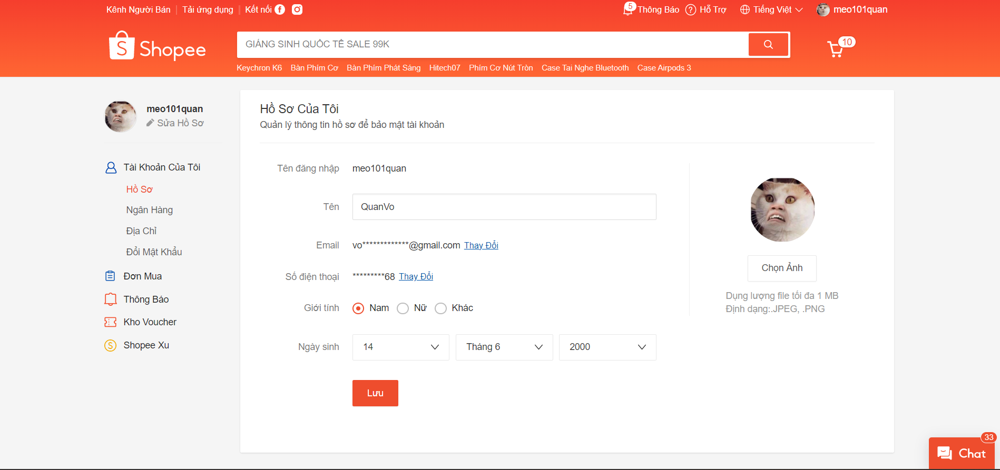 Kênh Người Bán Tải ứng dụng Kết nối
5 Thông Báo Hỗ Trợ Tiếng Việt meo101quan
Shopee
GIÁNG SINH QUỐC TẾ SALE 99K
10
Keychron K6 Bàn Phím Cơ Bàn Phím Phát Sáng Hitech07 Phím Cơ Nút Tròn Case Tai Nghe Bluetooth Case Airpods 3
meo101quan
Sửa Hồ Sơ
Tài Khoản Của Tôi
Hồ Sơ
Ngân Hàng
Địa Chỉ
Đổi Mật Khẩu
Đơn Mua
Thông Báo
Kho Voucher
Shopee Xu
Hồ Sơ Của Tôi
Quản lý thông tin hồ sơ để bảo mật tài khoản
Tên đăng nhập meo101quan
Tên QuanVo
Email vo*************@gmail.com Thay Đổi
Số điện thoại *********68 Thay Đổi
Giới tính Nam Nữ Khác
Ngày sinh 14 Tháng 6 2000
Lưu
Chọn Ảnh
Dụng lượng file tối đa 1 MB
Định dạng:.JPEG, .PNG
33
Chat